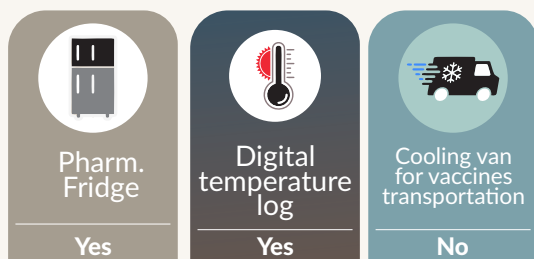 Pharm.
Fridge
Yes
Digital
temperature
log
Yes
Cooling van
for vaccines
transportation
No